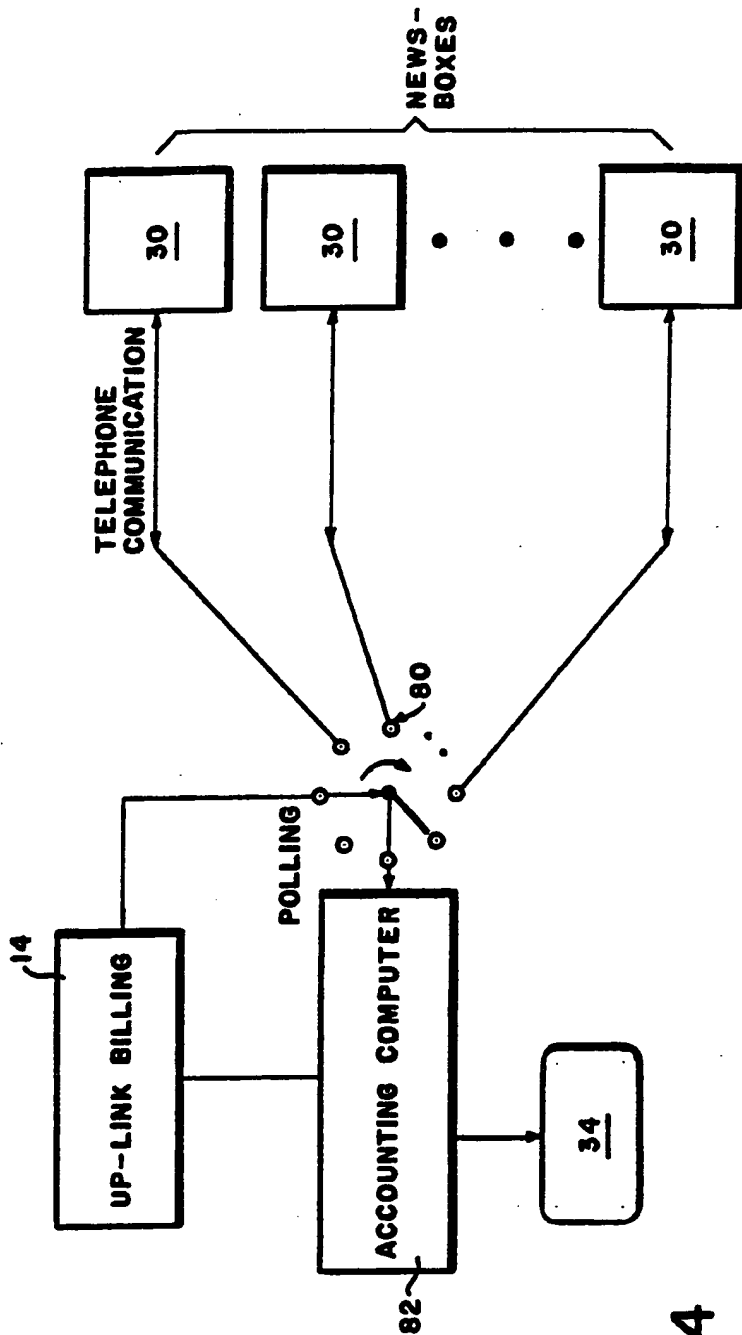 14
UP-LINK BILLING
82
ACCOUNTING COMPUTER
34
POLLING
80
TELEPHONE
COMMUNICATION
30
30
30
NEWS-
BOXES
4